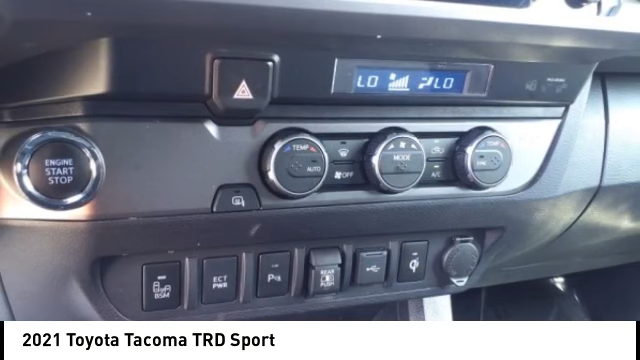 LO LO
ENGINE
START
STOP
TEMP
AUTO
OFF
MODE
A/C
TEMP
SYNC
BSM
ECT
PWR
P
REAR
PUSH
2021 Toyota Tacoma TRD Sport